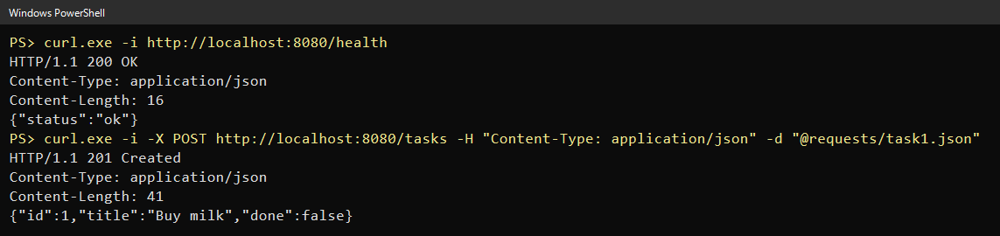 Windows PowerShell
PS> curl.exe -i http://localhost:8080/health
HTTP/1.1 200 OK
Content-Type: application/json
Content-Length: 16
{"status":"ok"}
PS> curl.exe -i -X POST http://localhost:8080/tasks -H "Content-Type: application/json" -d "@requests/task1.json"
HTTP/1.1 201 Created
Content-Type: application/json
Content-Length: 41
{"id":1,"title":"Buy milk","done":false}